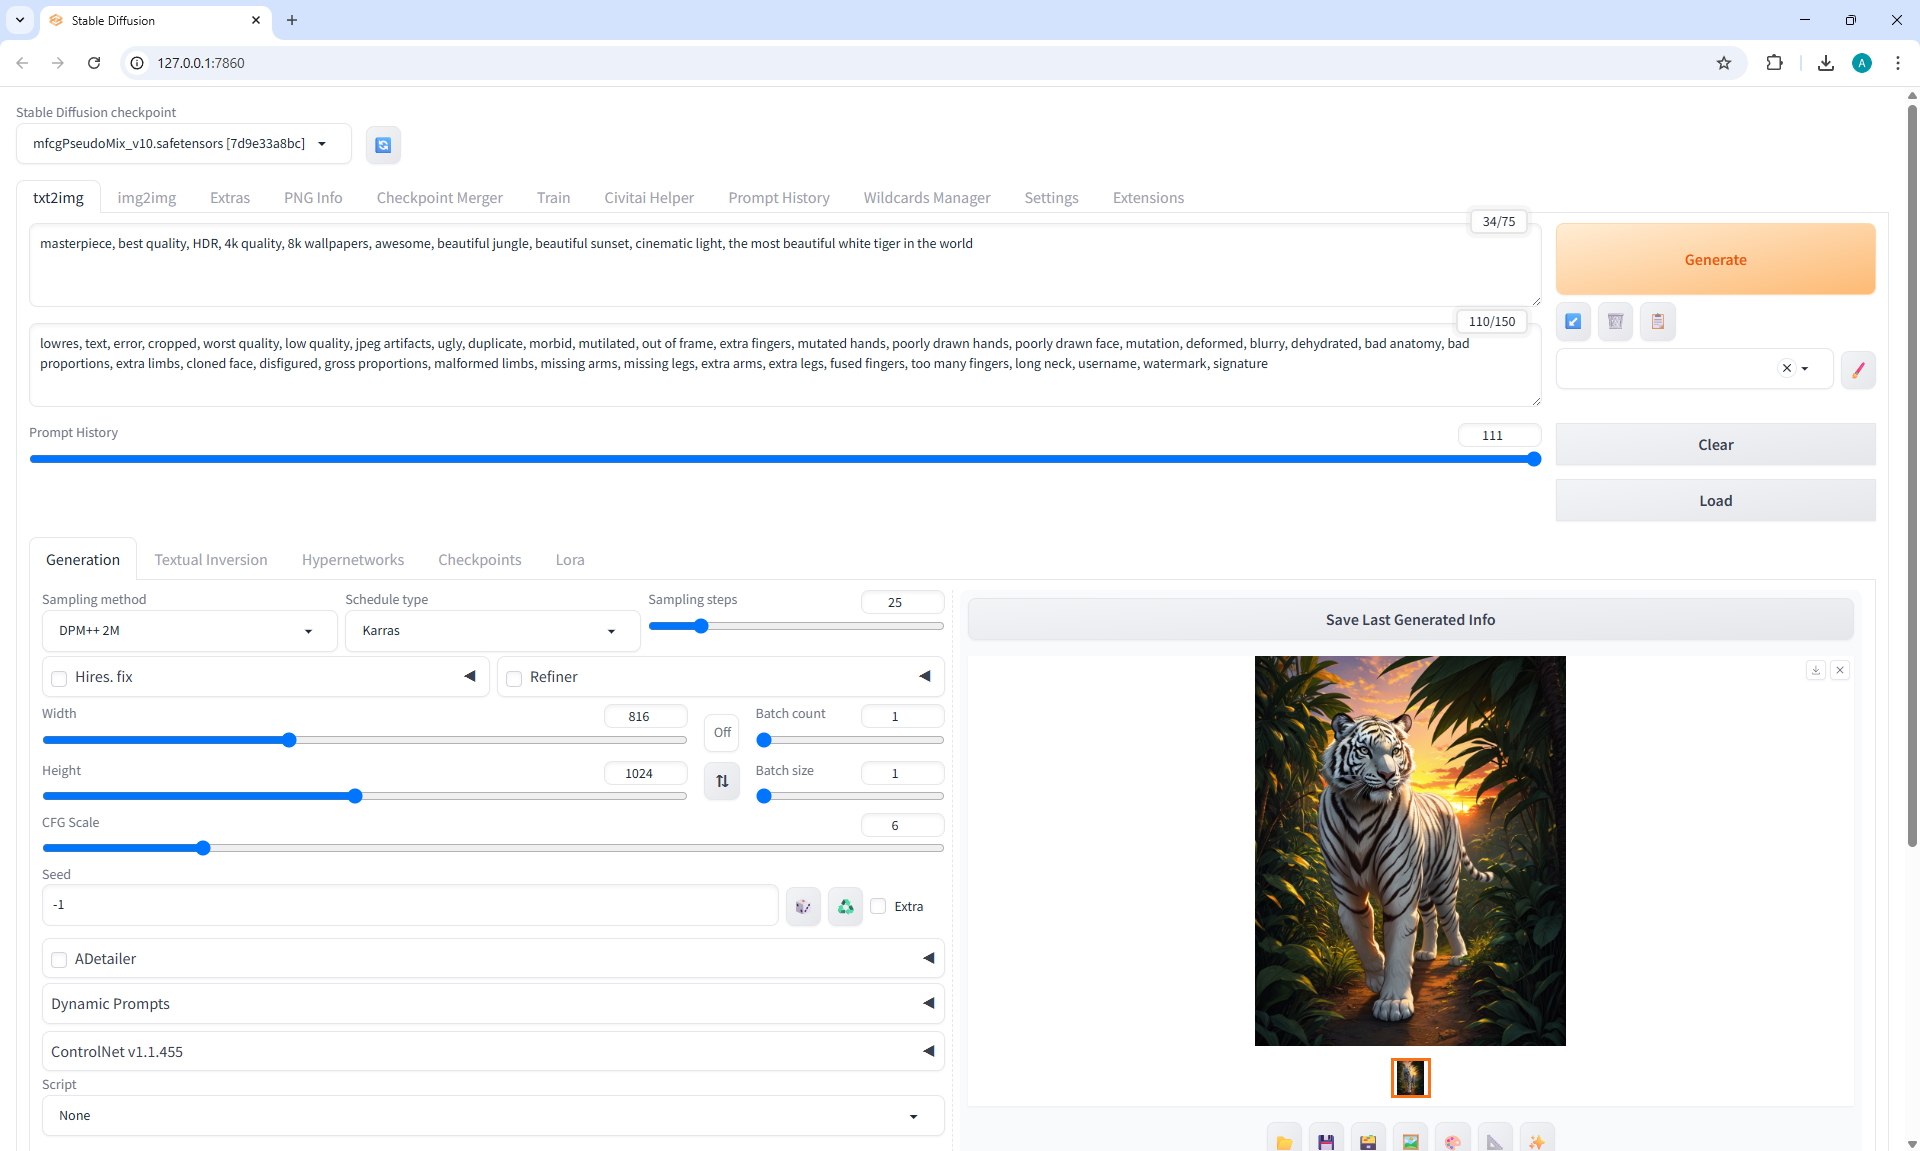 Stable Diffusion
127.0.0.1:7860
A
Stable Diffusion checkpoint
mfcgPseudoMix_v10.safetensors [7d9e33a8bc]
txt2img img2img Extras PNG Info Checkpoint Merger Train Civitai Helper Prompt History Wildcards Manager Settings Extensions
34/75
masterpiece, best quality, HDR, 4k quality, 8k wallpapers, awesome, beautiful jungle, beautiful sunset, cinematic light, the most beautiful white tiger in the world
Generate
110/150
lowres, text, error, cropped, worst quality, low quality, jpeg artifacts, ugly, duplicate, morbid, mutilated, out of frame, extra fingers, mutated hands, poorly drawn hands, poorly drawn face, mutation, deformed, blurry, dehydrated, bad anatomy, bad
proportions, extra limbs, cloned face, disfigured, gross proportions, malformed limbs, missing arms, missing legs, extra arms, extra legs, fused fingers, too many fingers, long neck, username, watermark, signature
Prompt History 111
Clear
Load
Generation Textual Inversion Hypernetworks Checkpoints Lora
Sampling method Schedule type Sampling steps 25
DPM++ 2M Karras
Save Last Generated Info
Hires. fix Refiner
Width 816 Batch count 1
Off
Height 1024 Batch size 1
CFG Scale 6
Seed
-1
Extra
ADetailer
Dynamic Prompts
ControlNet v1.1.455
Script
None